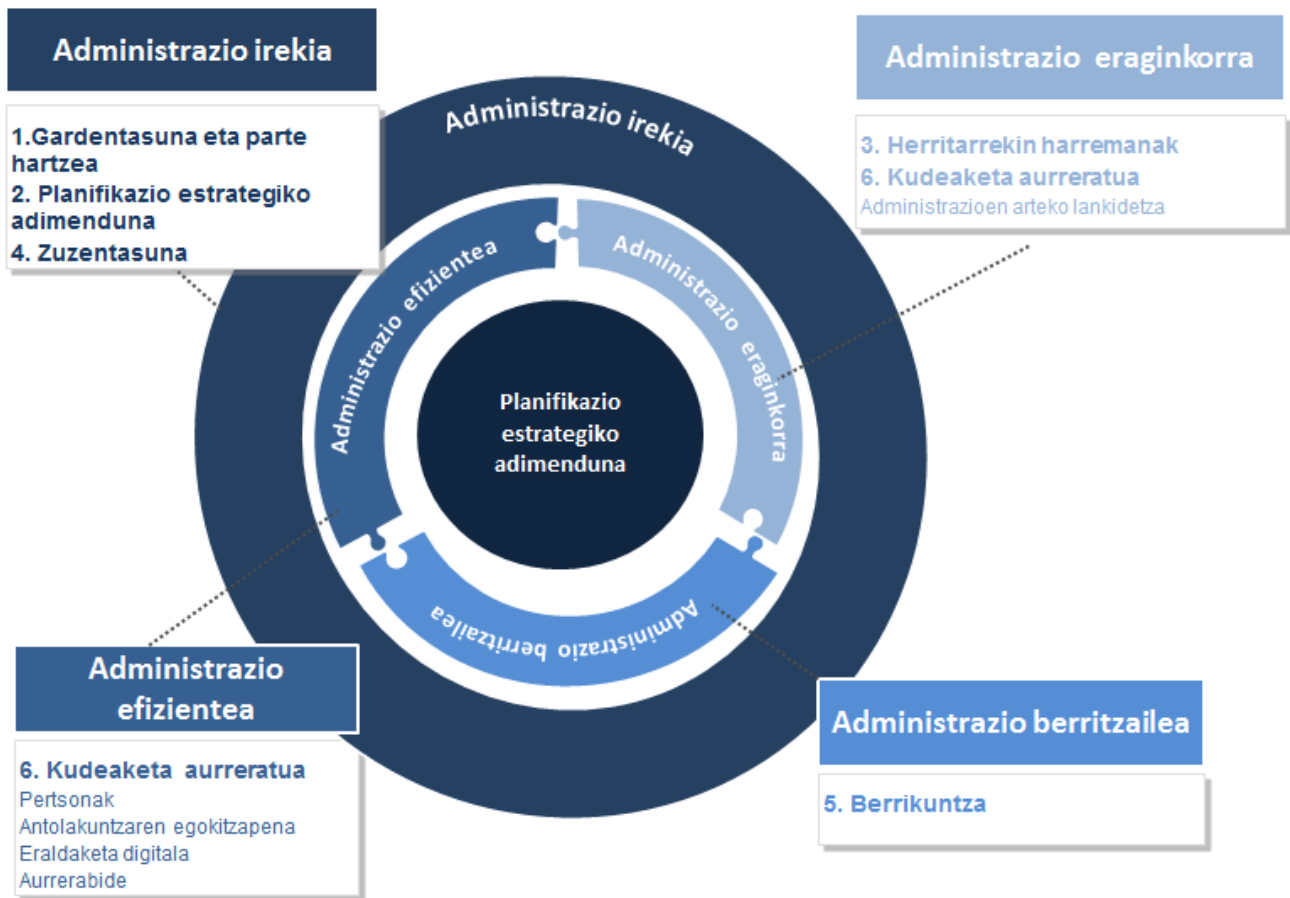 Administrazio irekia
1.Gardentasuna eta parte
hartzea
2. Planifikazio estrategiko
adimenduna
4. Zuzentasuna
Administrazio eraginkorra
3. Herritarrekin harremanak
6. Kudeaketa aurreratua
Administrazioen arteko lankidetza
Administrazio irekia
Administrazio efizientea
Administrazio eraginkorra
Planifikazio
estrategiko
adimenduna
Administrazio berritzailea
Administrazio
efizientea
6. Kudeaketa aurreratua
Pertsonak
Antolakuntzaren egokitzapena
Eraldaketa digitala
Aurrerabide
Administrazio berritzailea
5. Berrikuntza